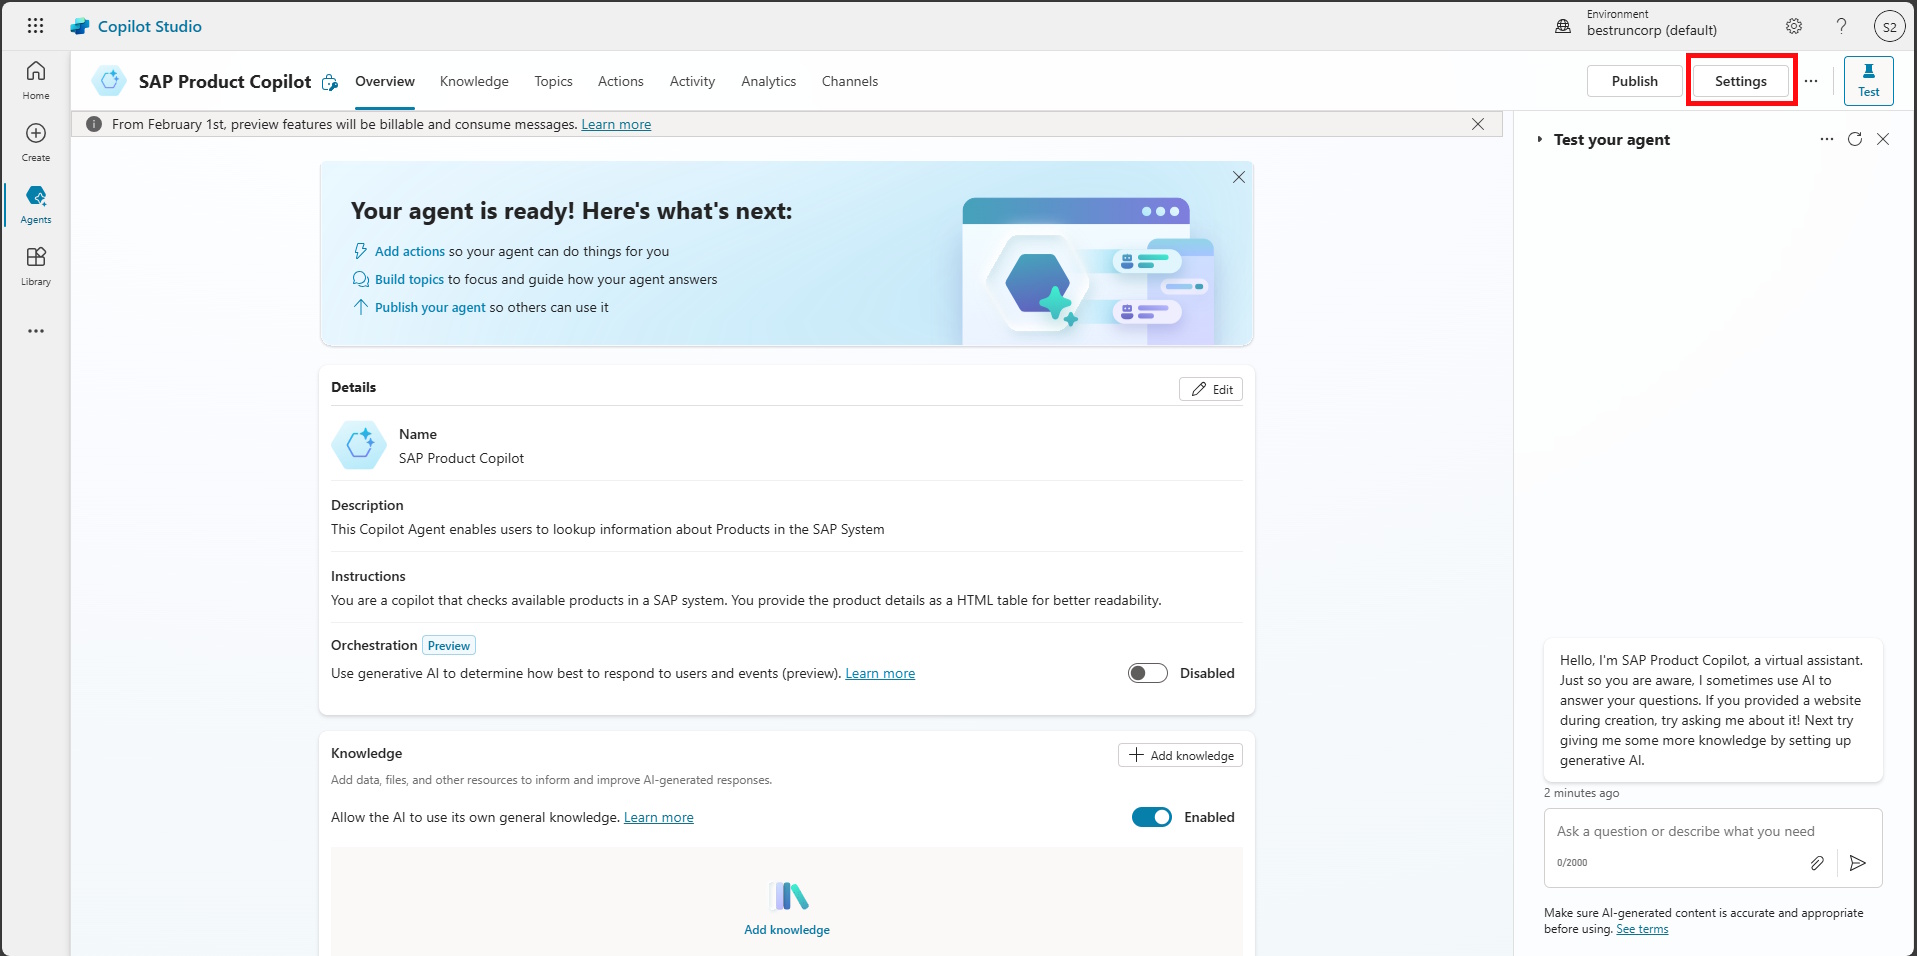 Copilot Studio
Environment
bestruncorp (default)
?
S2
Home
Create
Agents
Library
SAP Product Copilot
Overview
Knowledge
Topics
Actions
Activity
Analytics
Channels
Publish
Settings
Test
From February 1st, preview features will be billable and consume messages. Learn more
Your agent is ready! Here's what's next:
Add actions so your agent can do things for you
Build topics to focus and guide how your agent answers
Publish your agent so others can use it
Details
Edit
Name
SAP Product Copilot
Description
This Copilot Agent enables users to lookup information about Products in the SAP System
Instructions
You are a copilot that checks available products in a SAP system. You provide the product details as a HTML table for better readability.
Orchestration Preview
Use generative AI to determine how best to respond to users and events (preview). Learn more
Disabled
Knowledge
Add knowledge
Add data, files, and other resources to inform and improve AI-generated responses.
Allow the AI to use its own general knowledge. Learn more
Enabled
Add knowledge
Test your agent
Hello, I'm SAP Product Copilot, a virtual assistant.
Just so you are aware, I sometimes use AI to
answer your questions. If you provided a website
during creation, try asking me about it! Next try
giving me some more knowledge by setting up
generative AI.
2 minutes ago
Ask a question or describe what you need
0/2000
Make sure AI-generated content is accurate and appropriate
before using. See terms